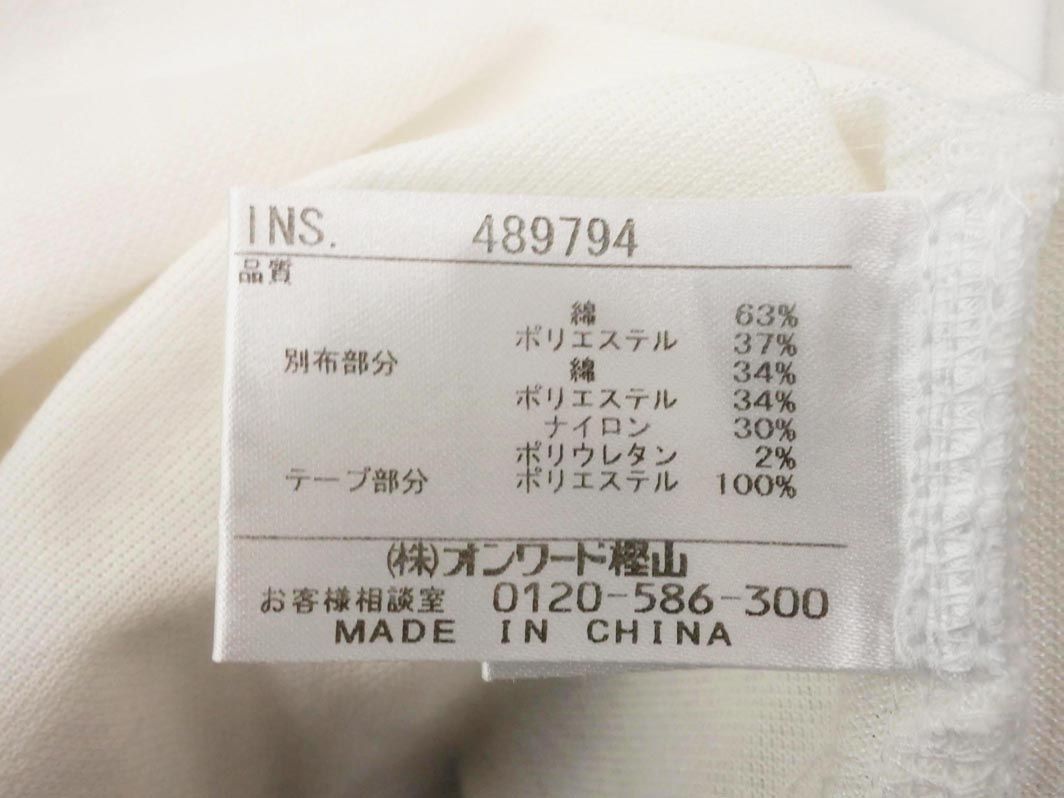 INS. 489794
品質
綿 63%
ポリエステル 37%
別布部分 綿 34%
ポリエステル 34%
ナイロン 30%
ポリウレタン 2%
テープ部分 ポリエステル 100%
(株)オンワード樫山
お客様相談室 0120-586-300
MADE IN CHINA